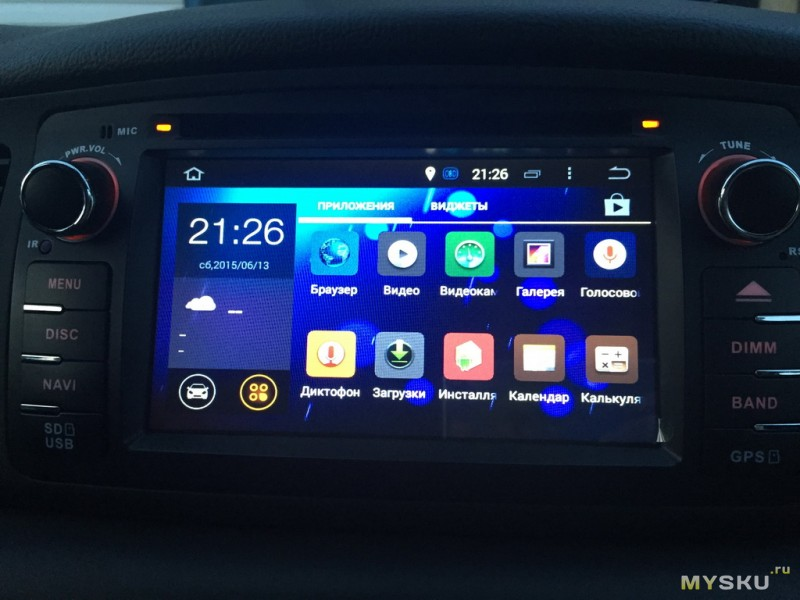 MIC
PWR.VOL
TUNE
21:26
ПРИЛОЖЕНИЯ
ВИДЖЕТЫ
21:26
сб,2015/06/13
--
-
-
Браузер
Видео
Видеокам
Галерея
Голосово
Диктофон
Загрузки
Инсталля
Календар
Калькуля
IR
MENU
DISC
NAVI
SD
USB
DIMM
BAND
GPS
MYSKU.ru